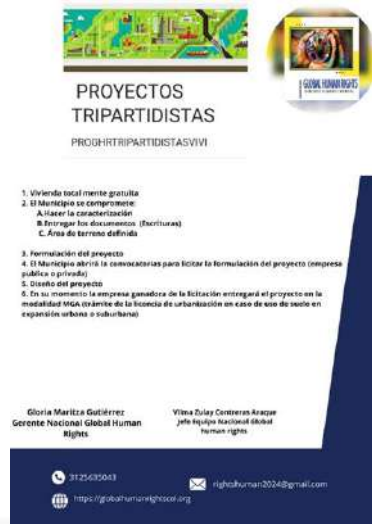 GLOBAL HUMAN RIGHTS
PROYECTOS
TRIPARTIDISTAS
PROGHRTRIPARTIDISTASVIVI
1. Vivienda total mente gratuita
2. El Municipio se compromete:
A.Hacer la caracterización
B.Entregar los documentos (Escrituras)
C. Área de terreno definida
3. Formulación del proyecto
4. El Municipio abrirá la convocatorias para licitar la formulación del proyecto (empresa
publica o privada)
5. Diseño del proyecto
6. En su momento la empresa ganadora de la licitación entregará el proyecto en la
modalidad MGA (trámite de la licencia de urbanización en caso de uso de suelo en
expansión urbana o suburbana)
Gloria Maritza Gutiérrez
Gerente Nacional Global Human
Rights
Vilma Zulay Contreras Araque
Jefe Equipo Nacional Global
human rights
3125635043
rightshuman2024@gmail.com
https://globalhumanrightscol.org